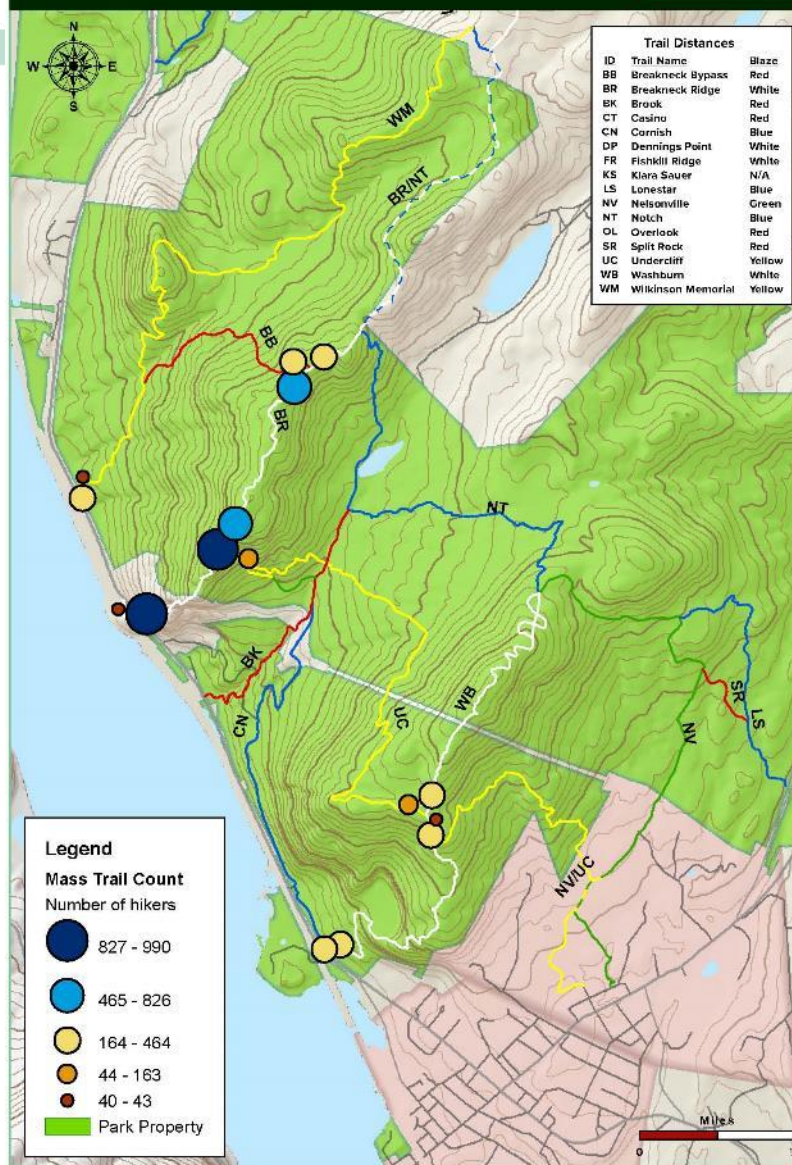 N
W E
S
Trail Distances
ID Trail Name Blaze
BB Breakneck Bypass Red
BR Breakneck Ridge White
BK Brook Red
CT Casino Red
CN Cornish Blue
DP Dennings Point White
FR Fishkill Ridge White
KS Klara Sauer N/A
LS Lonestar Blue
NV Nelsonville Green
NT Notch Blue
OL Overlook Red
SR Split Rock Red
UC Undercliff Yellow
WB Washburn White
WM Wilkinson Memorial Yellow
WM
BR/NT
BB
BR
NT
BK
CN
UC
WB
SR
LS
NV
NV/UC
Legend
Mass Trail Count
Number of hikers
827 - 990
465 - 826
164 - 464
44 - 163
40 - 43
Park Property
Miles
0